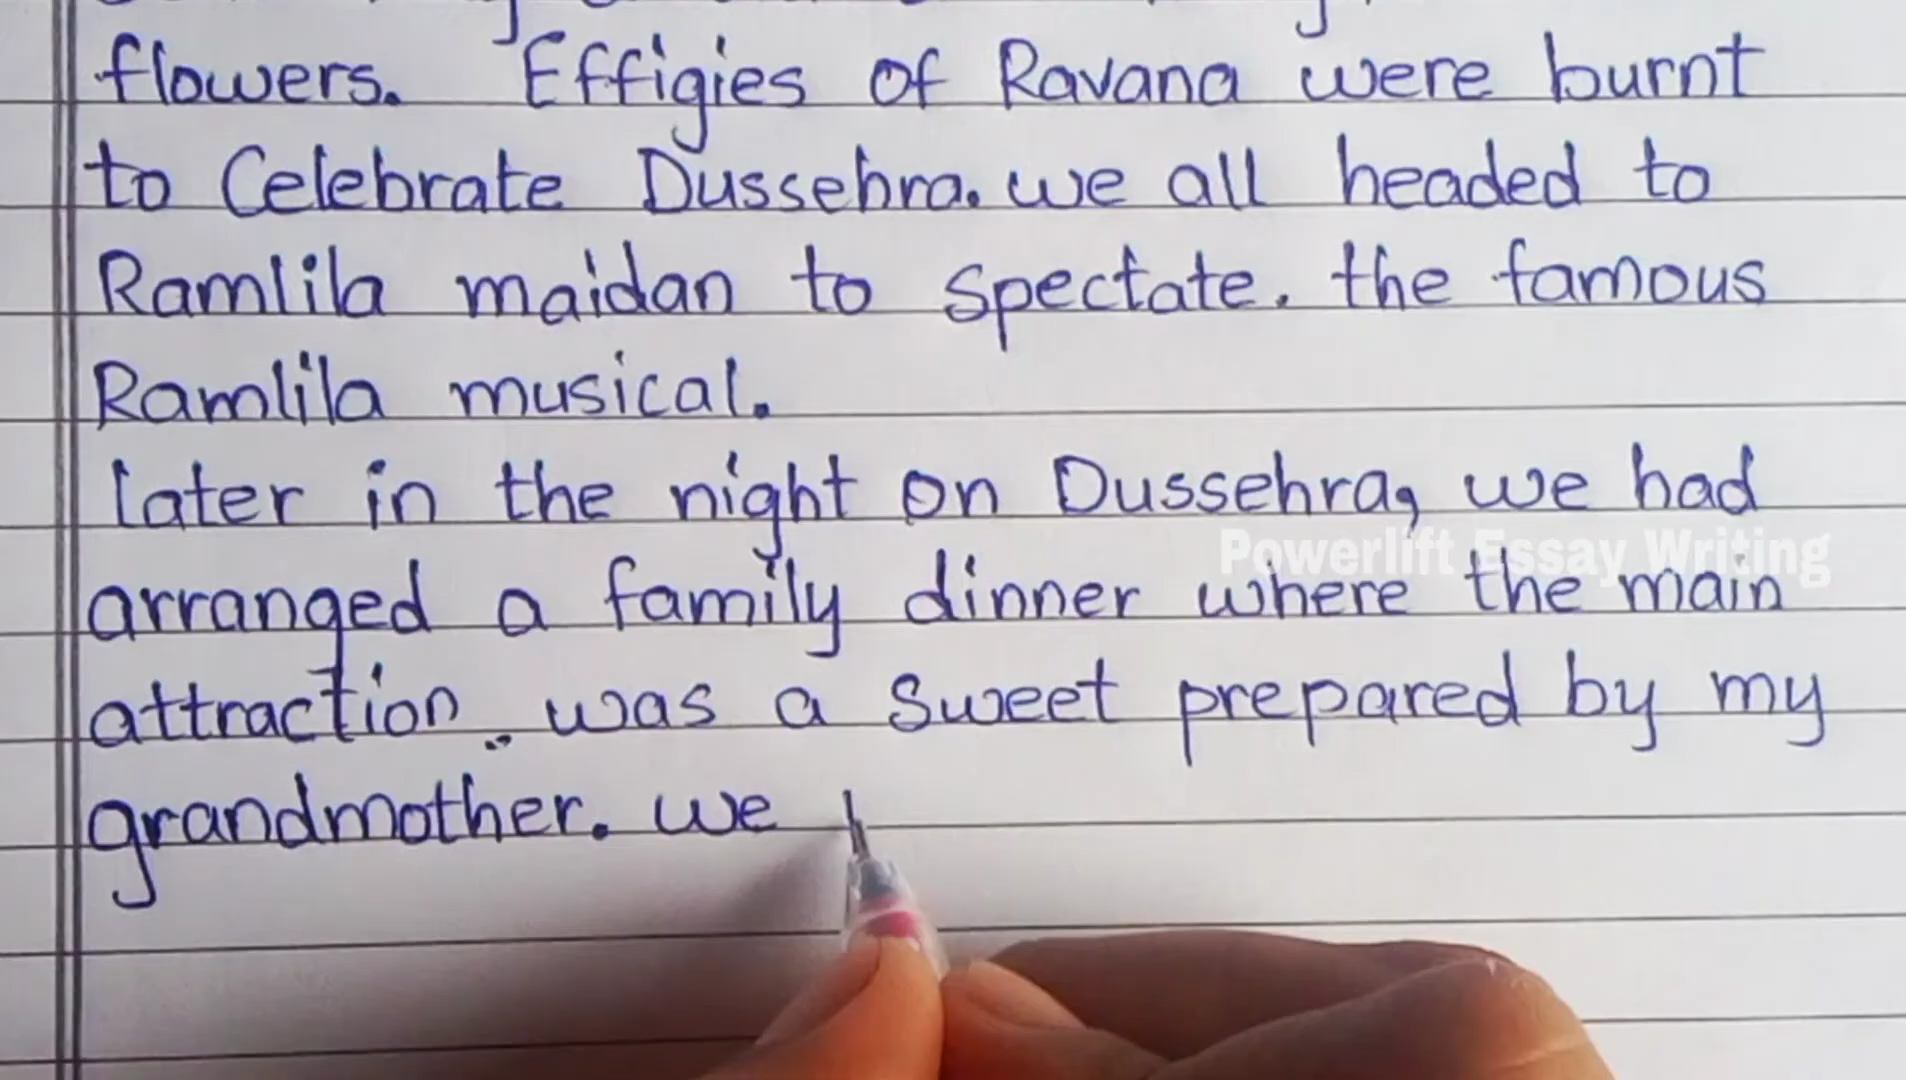 flowers. Effigies of Ravana were burnt
to Celebrate Dussehra. we all headed to
Ramlila maidan to spectate. the famous
Ramlila musical.
later in the night on Dussehra, we had
Powerlift Essay Writing
arranged a family dinner where the main
attraction .. was a sweet prepared by my
grandmother. we